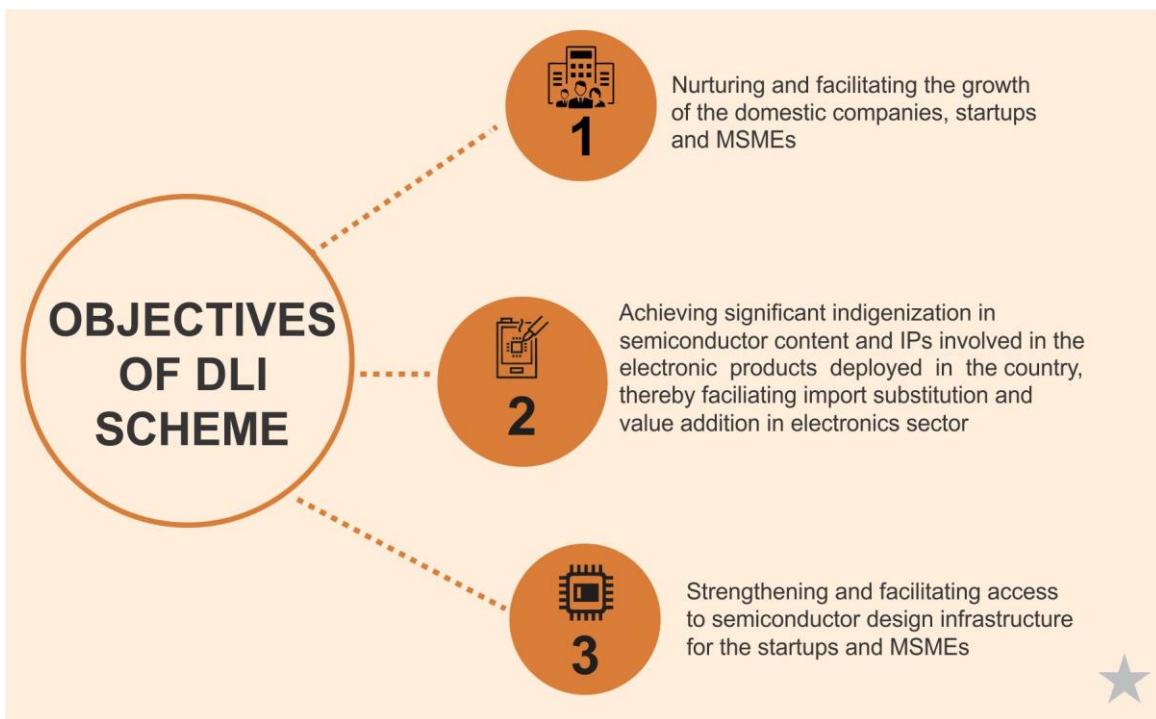 OBJECTIVES
OF DLI
SCHEME
1
Nurturing and facilitating the growth
of the domestic companies, startups
and MSMEs
2
Achieving significant indigenization in
semiconductor content and IPs involved in the
electronic products deployed in the country,
thereby faciliating import substitution and
value addition in electronics sector
3
Strengthening and facilitating access
to semiconductor design infrastructure
for the startups and MSMEs